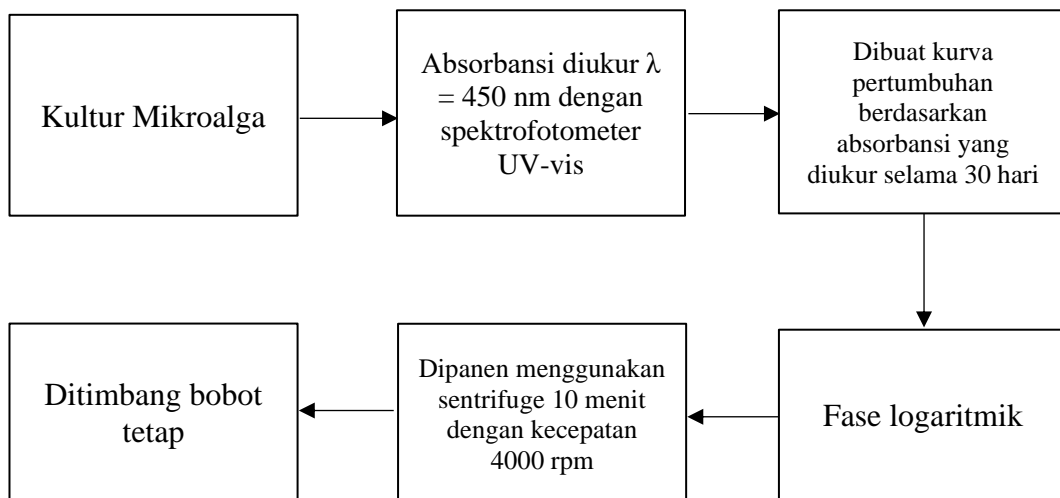 Kultur Mikroalga
Absorbansi diukur λ
= 450 nm dengan
spektrofotometer
UV-vis
Dibuat kurva
pertumbuhan
berdasarkan
absorbansi yang
diukur selama 30 hari
Fase logaritmik
Dipanen menggunakan
sentrifuge 10 menit
dengan kecepatan
4000 rpm
Ditimbang bobot
tetap